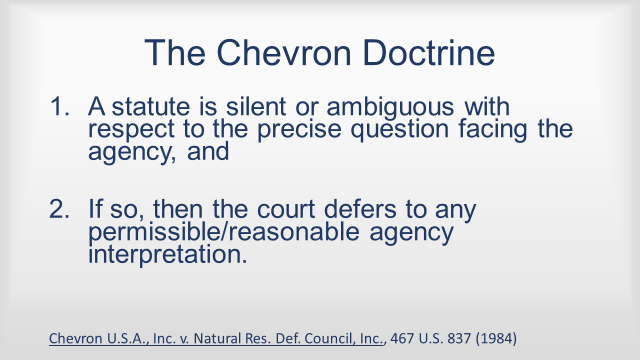 The Chevron Doctrine
1. A statute is silent or ambiguous with
respect to the precise question facing the
agency, and
2. If so, then the court defers to any
permissible/reasonable agency
interpretation.
Chevron U.S.A., Inc. v. Natural Res. Def. Council, Inc., 467 U.S. 837 (1984)